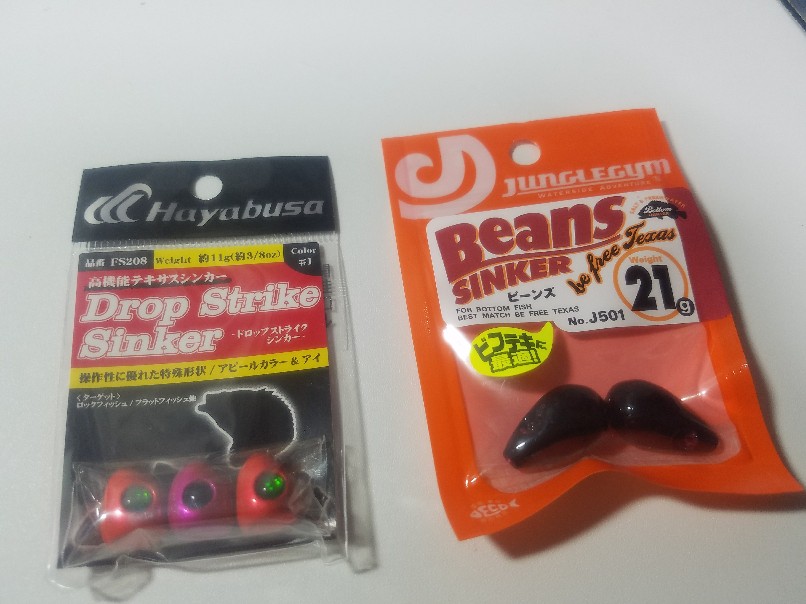 Hayabusa
品番 FS208 Weight 約11g(約3/8oz) Color
#1
高機能テキサスシンカー
Drop Strike
Sinker
-ドロップストライク
シンカー-
操作性に優れた特殊形状/アピールカラー&アイ
〈ターゲット〉
ロックフィッシュ/フラットフィッシュ他
JUNGLEGYM
WATERSIDE ADVENTURE
Beans
SINKER
be free Texas
ビーンズ
Bottom
Weight
21g
FOR BOTTOM FISH
BEST MATCH BE FREE TEXAS
No.J501
ビフテキに
最適!